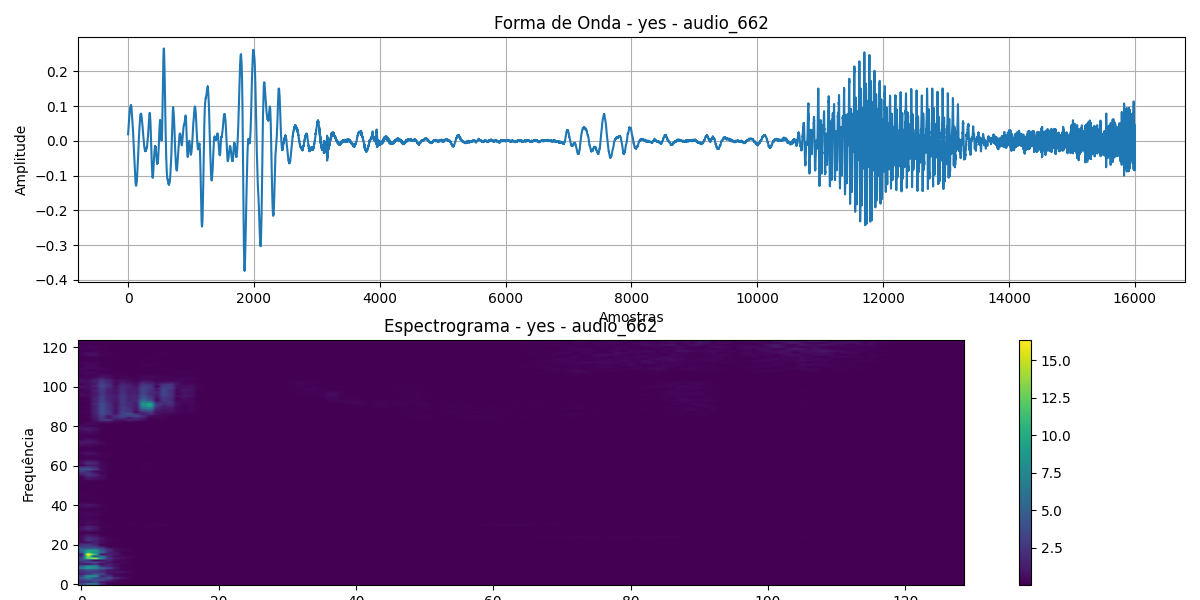 Forma de Onda - yes - audio_662
Amplitude
0.2
0.1
0.0
−0.1
−0.2
−0.3
−0.4
0 2000 4000 6000 8000 10000 12000 14000 16000
Amostras
Espectrograma - yes - audio_662
Frequência
120
100
80
60
40
20
0
0 20 40 60 80 100 120
15.0
12.5
10.0
7.5
5.0
2.5